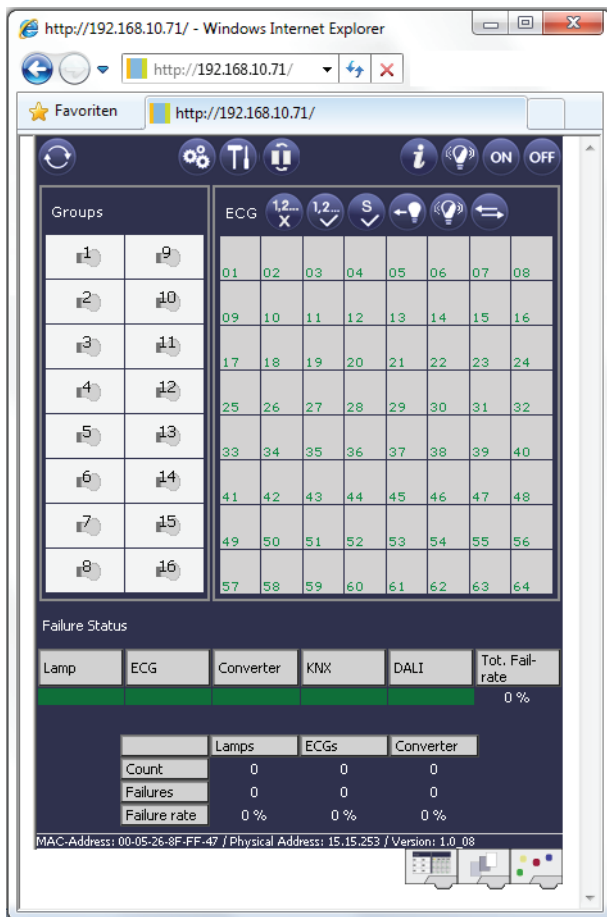 http://192.168.10.71/ - Windows Internet Explorer
http://192.168.10.71/
Favoriten
http://192.168.10.71/
i ON OFF
Groups
ECG 1,2... 1,2... S
1 9
2 10
3 11
4 12
5 13
6 14
7 15
8 16
01 02 03 04 05 06 07 08
09 10 11 12 13 14 15 16
17 18 19 20 21 22 23 24
25 26 27 28 29 30 31 32
33 34 35 36 37 38 39 40
41 42 43 44 45 46 47 48
49 50 51 52 53 54 55 56
57 58 59 60 61 62 63 64
Failure Status
Lamp ECG Converter KNX DALI Tot. Fail-
rate
0 %
Lamps ECGs Converter
Count 0 0 0
Failures 0 0 0
Failure rate 0 % 0 % 0 %
MAC-Address: 00-05-26-8F-FF-47 / Physical Address: 15.15.253 / Version: 1.0_08